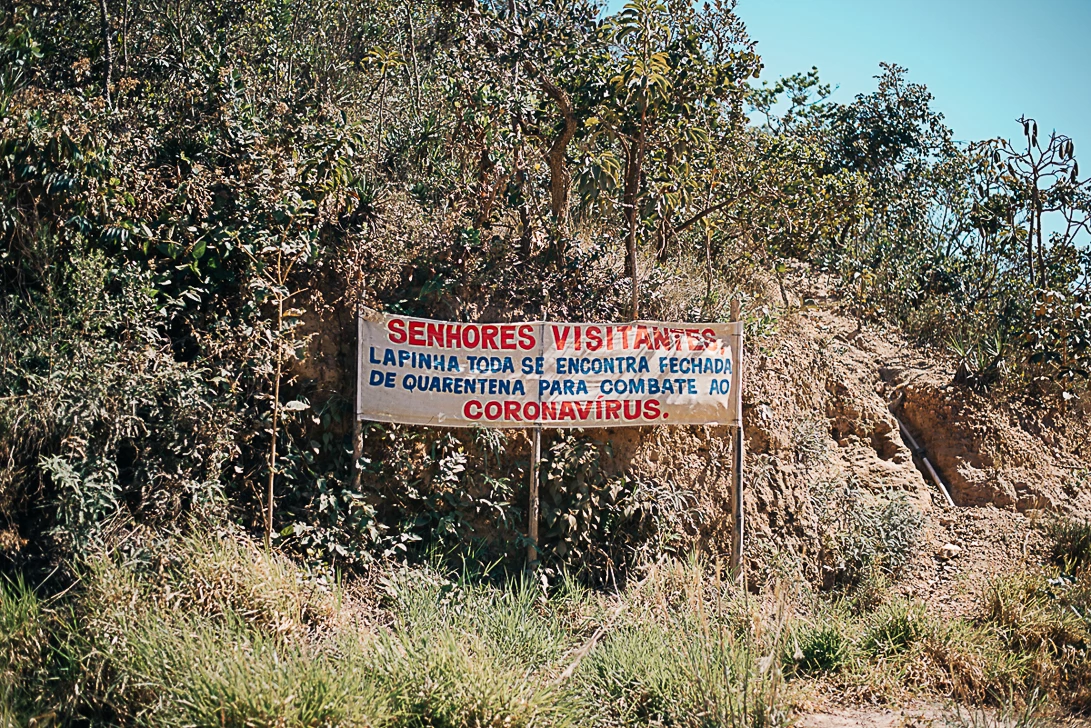 SENHORES VISITANTES,
LAPINHA TODA SE ENCONTRA FECHADA
DE QUARENTENA PARA COMBATE AO
CORONAVÍRUS.